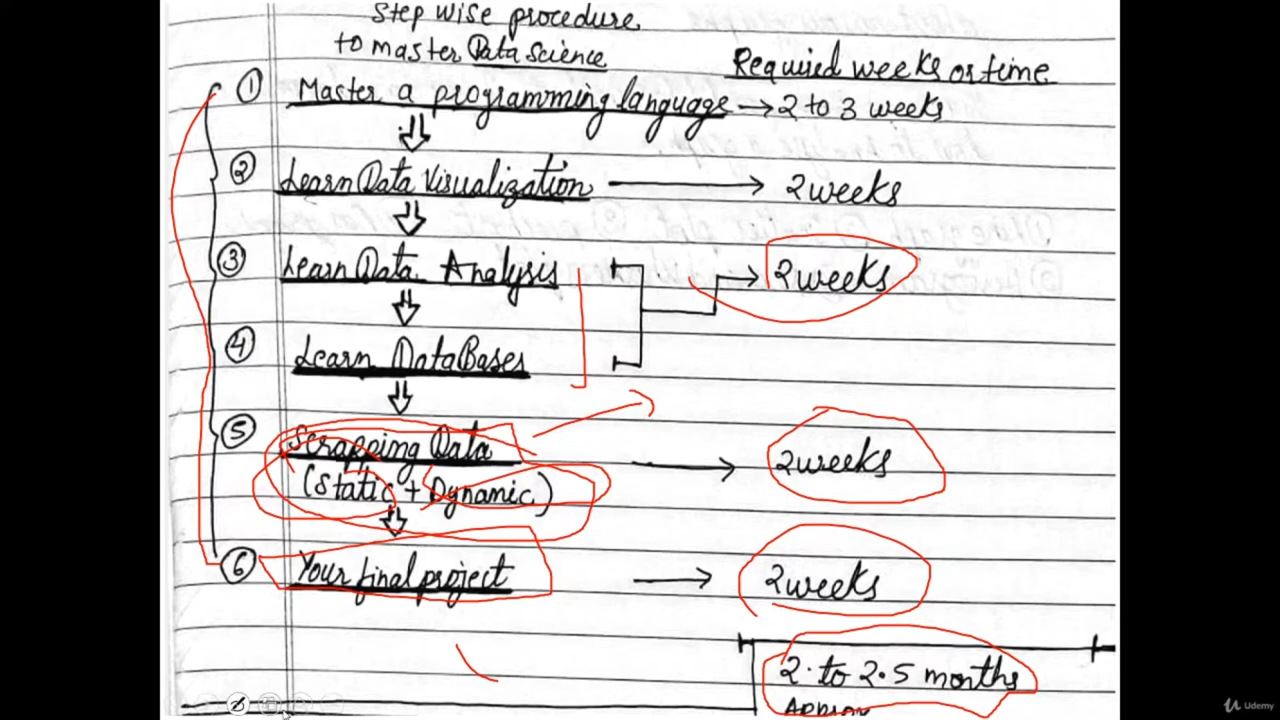 Step wise procedure
to master Data Science
Required weeks or time
① Master a programming language → 2 to 3 weeks
② Learn Data Visualization → 2 weeks
③ Learn Data Analysis → 2 weeks
④ Learn DataBases
⑤ Scrapping Data
(Static + Dynamic) → 2 weeks
⑥ Your final project → 2 weeks
2. to 2.5 months
Udemy